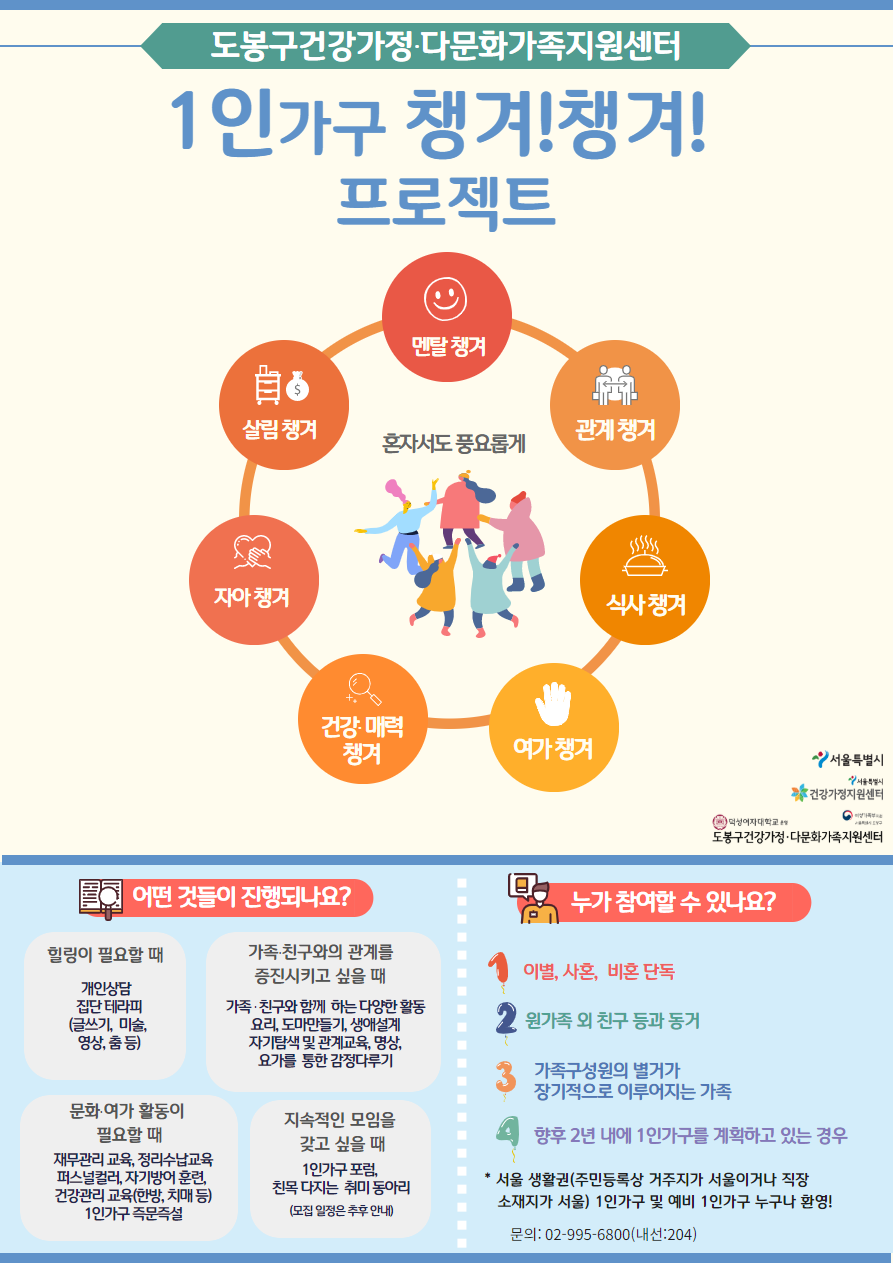 도봉구건강가정·다문화가족지원센터
1인가구 챙겨!챙겨!
프로젝트
멘탈 챙겨
살림 챙겨
관계 챙겨
혼자서도 풍요롭게
자아 챙겨
식사 챙겨
건강·매력
챙겨
여가 챙겨
서울특별시
서울특별시
건강가정지원센터
덕성여자대학교
도봉구건강가정·다문화가족지원센터
어떤 것들이 진행되나요?
힐링이 필요할 때
개인상담
집단 테라피
(글쓰기, 미술,
영상, 춤 등)
가족·친구와의 관계를
증진시키고 싶을 때
가족·친구와 함께 하는 다양한 활동
요리, 도마만들기, 생애설계
자기탐색 및 관계교육, 명상,
요가를 통한 감정다루기
문화·여가 활동이
필요할 때
재무관리 교육, 정리수납교육
퍼스널컬러, 자기방어 훈련,
건강관리 교육(한방, 치매 등)
1인가구 즉문즉설
지속적인 모임을
갖고 싶을 때
1인가구 포럼,
친목 다지는 취미 동아리
(모집 일정은 추후 안내)
누가 참여할 수 있나요?
1 이별, 사혼, 비혼 단독
2 원가족 외 친구 등과 동거
3 가족구성원의 별거가
장기적으로 이루어지는 가족
4 향후 2년 내에 1인가구를 계획하고 있는 경우
* 서울 생활권(주민등록상 거주지가 서울이거나 직장
소재지가 서울) 1인가구 및 예비 1인가구 누구나 환영!
문의: 02-995-6800(내선:204)